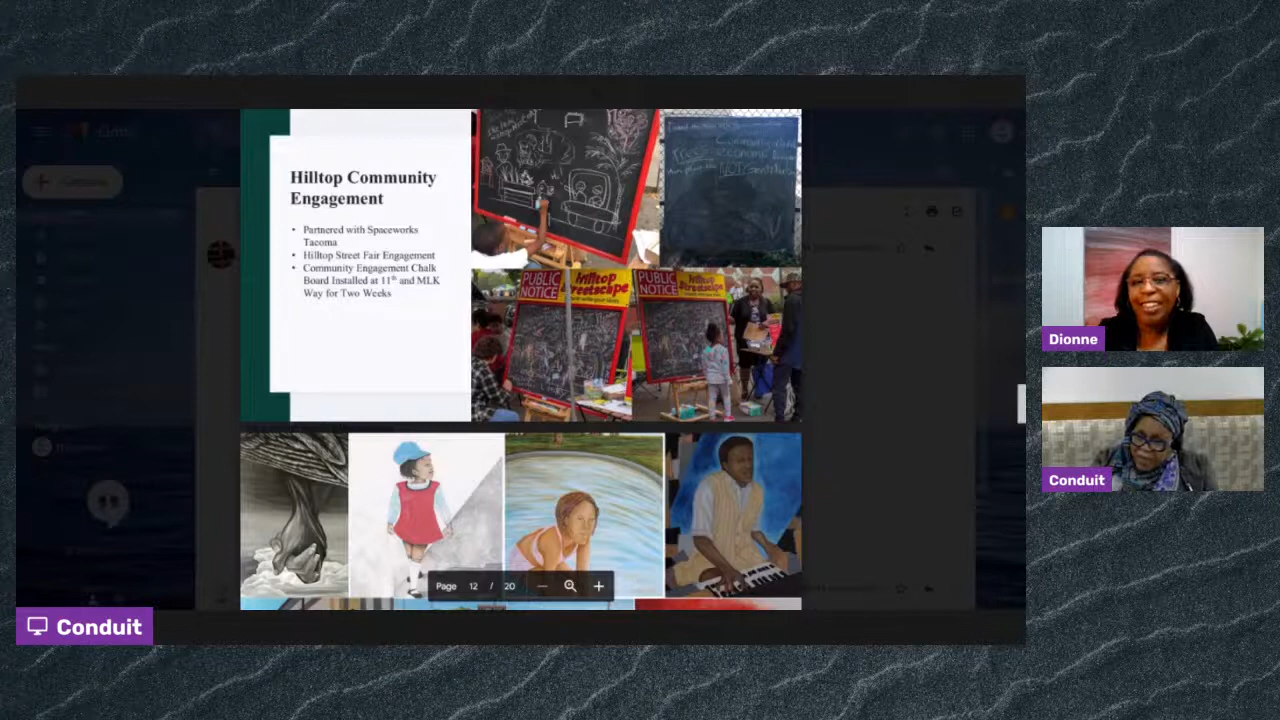 Hilltop Community
Engagement
• Partnered with Spaceworks
Tacoma
• Hilltop Street Fair Engagement
• Community Engagement Chalk
Board Installed at 11th and MLK
Way for Two Weeks
PUBLIC
NOTICE
Hilltop
Streetscape
PUBLIC
NOTICE
Hilltop
Streetscape
Page 12 / 20
Dionne
Conduit
Conduit